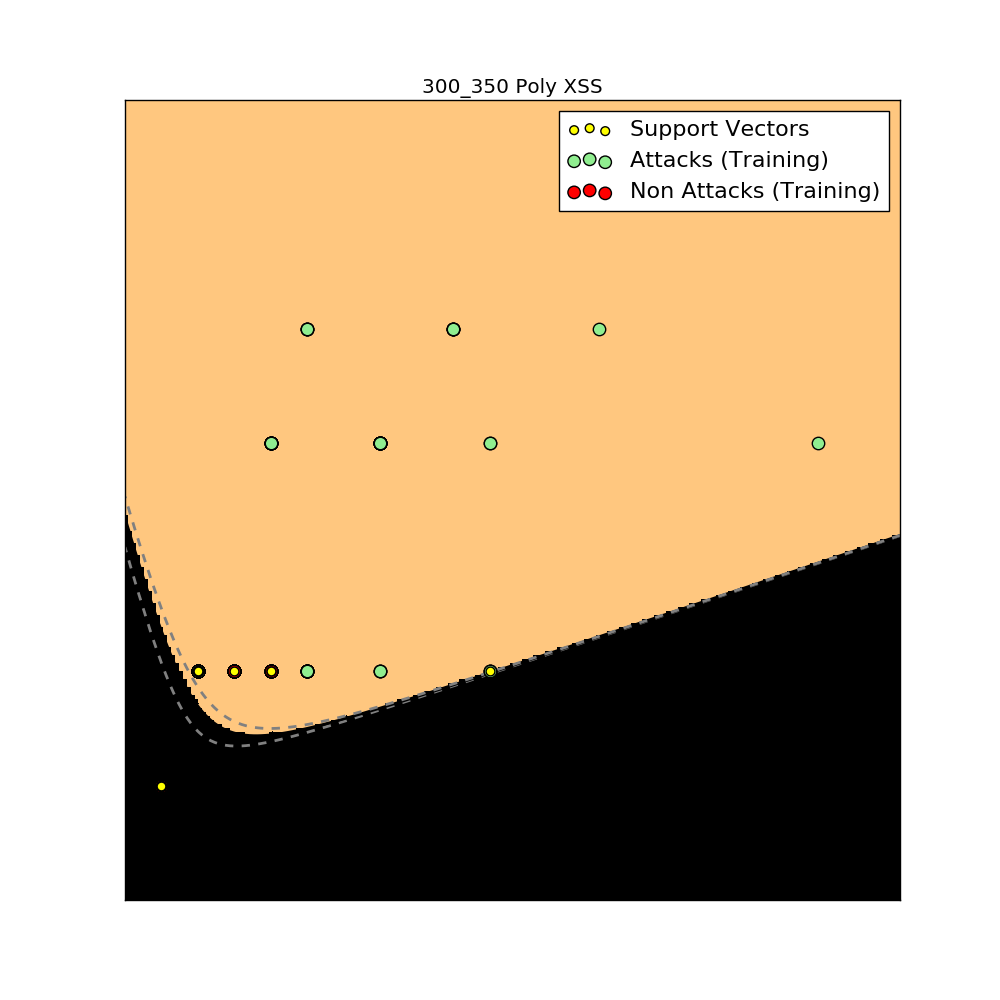 300_350 Poly XSS
Support Vectors
Attacks (Training)
Non Attacks (Training)